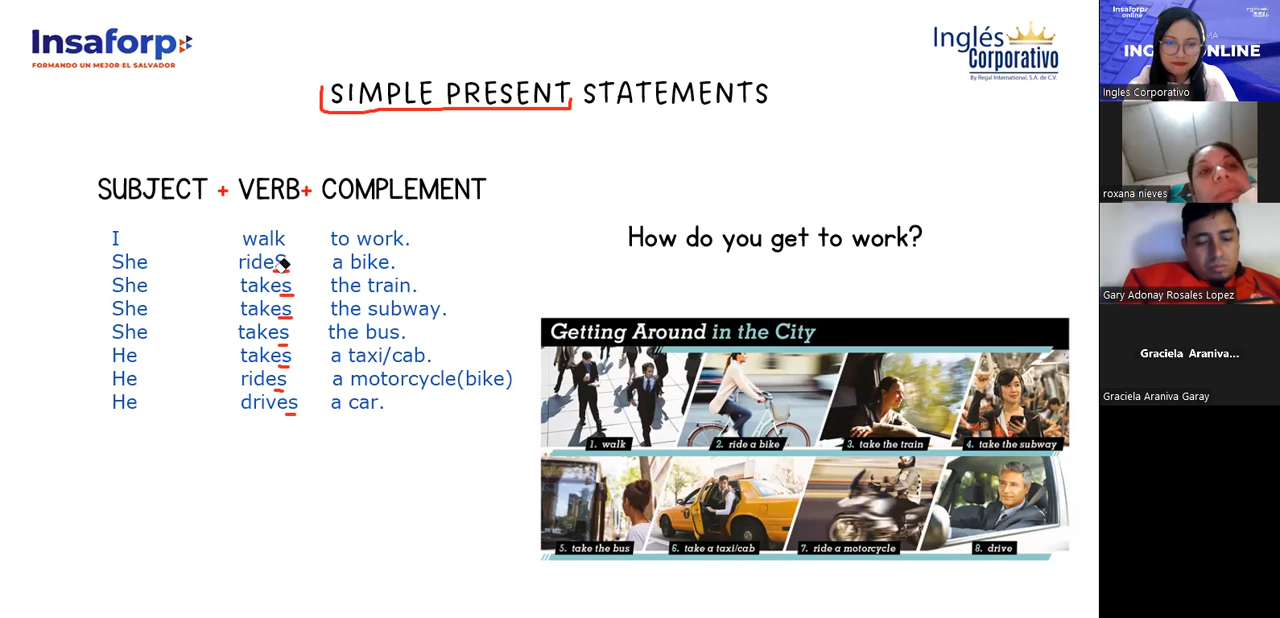 Insaforp
FORMANDO UN MEJOR EL SALVADOR
Inglés
Corporativo
By Regal International, S.A. de C.V.
SIMPLE PRESENT STATEMENTS
SUBJECT + VERB + COMPLEMENT
I walk to work.
She rides a bike.
She takes the train.
She takes the subway.
She takes the bus.
He takes a taxi/cab.
He rides a motorcycle(bike)
He drives a car.
How do you get to work?
Getting Around in the City
1. walk
2. ride a bike
3. take the train
4. take the subway
5. take the bus
6. take a taxi/cab
7. ride a motorcycle
8. drive
Insaforp
online
ING NLINE
Ingles Corporativo
roxana nieves
Gary Adonay Rosales Lopez
Graciela Araniva...
Graciela Araniva Garay